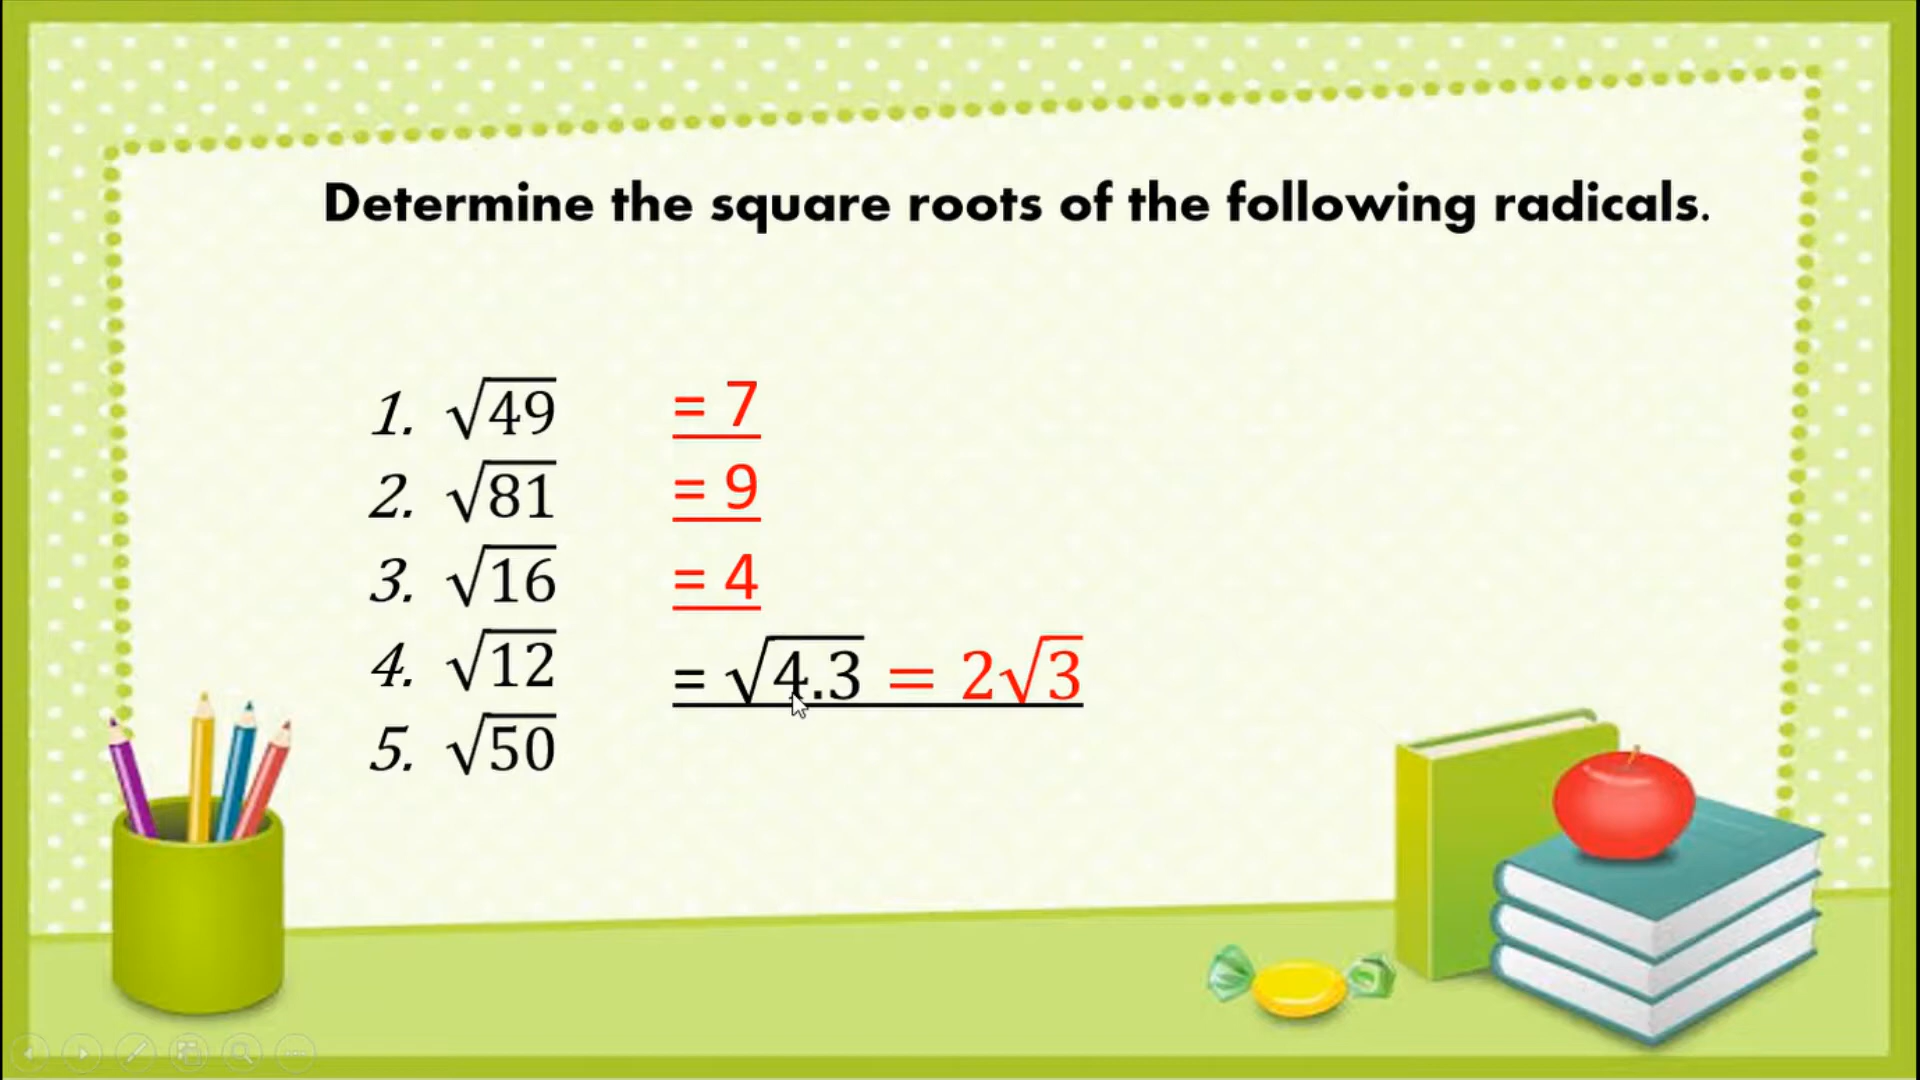 Determine the square roots of the following radicals.
1. √49 = 7
2. √81 = 9
3. √16 = 4
4. √12 = √4.3 = 2√3
5. √50